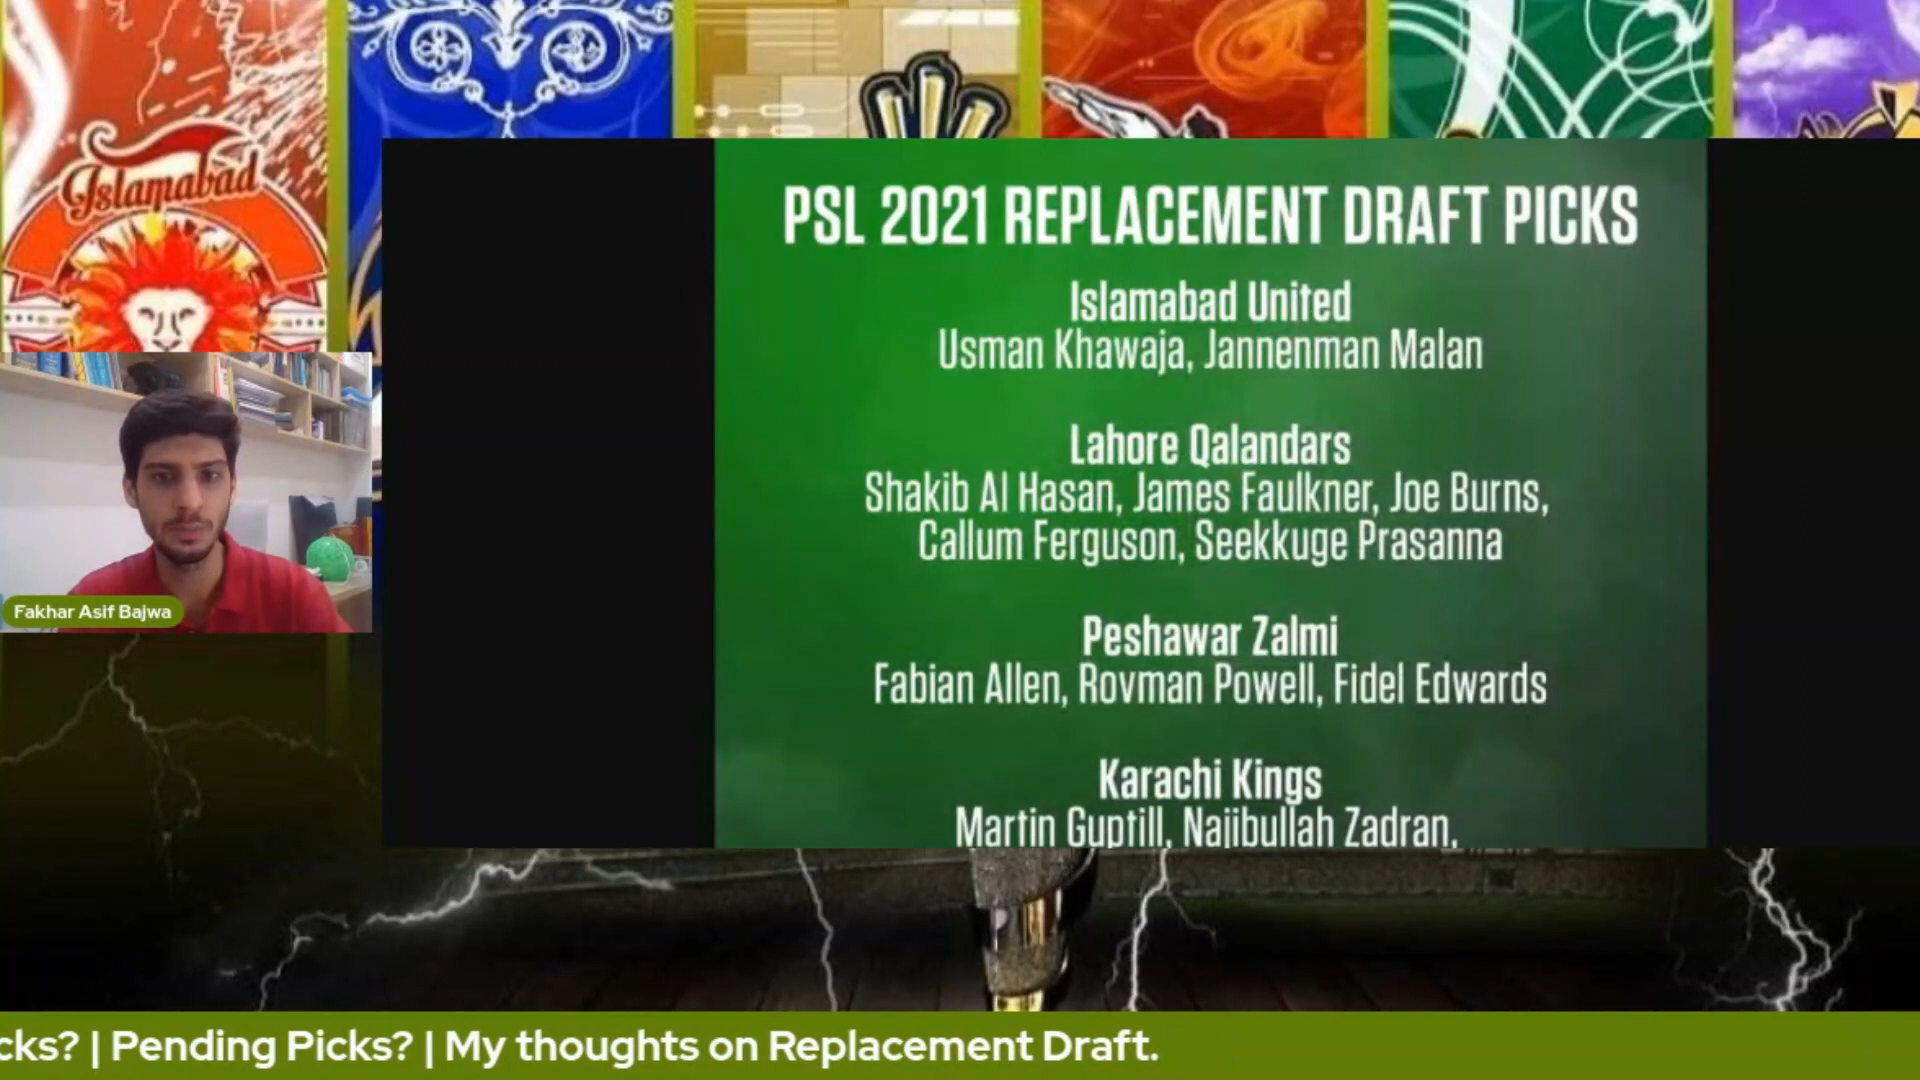 Islamabad
PSL 2021 REPLACEMENT DRAFT PICKS
Islamabad United
Usman Khawaja, Jannenman Malan
Lahore Qalandars
Shakib Al Hasan, James Faulkner, Joe Burns,
Callum Ferguson, Seekkuge Prasanna
Peshawar Zalmi
Fabian Allen, Rovman Powell, Fidel Edwards
Karachi Kings
Martin Guptill, Najibullah Zadran,
Fakhar Asif Bajwa
cks? | Pending Picks? | My thoughts on Replacement Draft.